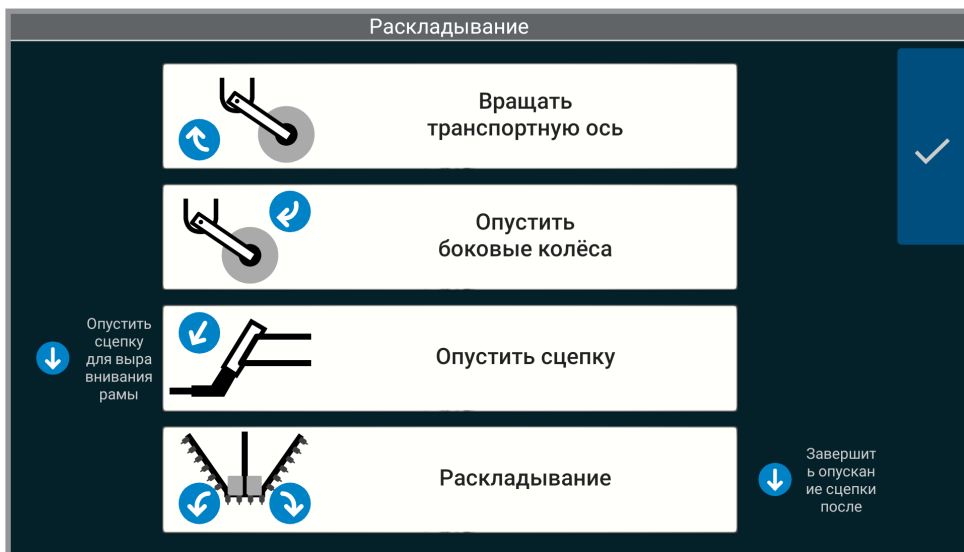 Раскладывание
Вращать
транспортную ось
Опустить
боковые колёса
Опустить
сцепку
для выра
внивания
рамы
Опустить сцепку
Раскладывание
Завершит
ь опускан
ие сцепки
после